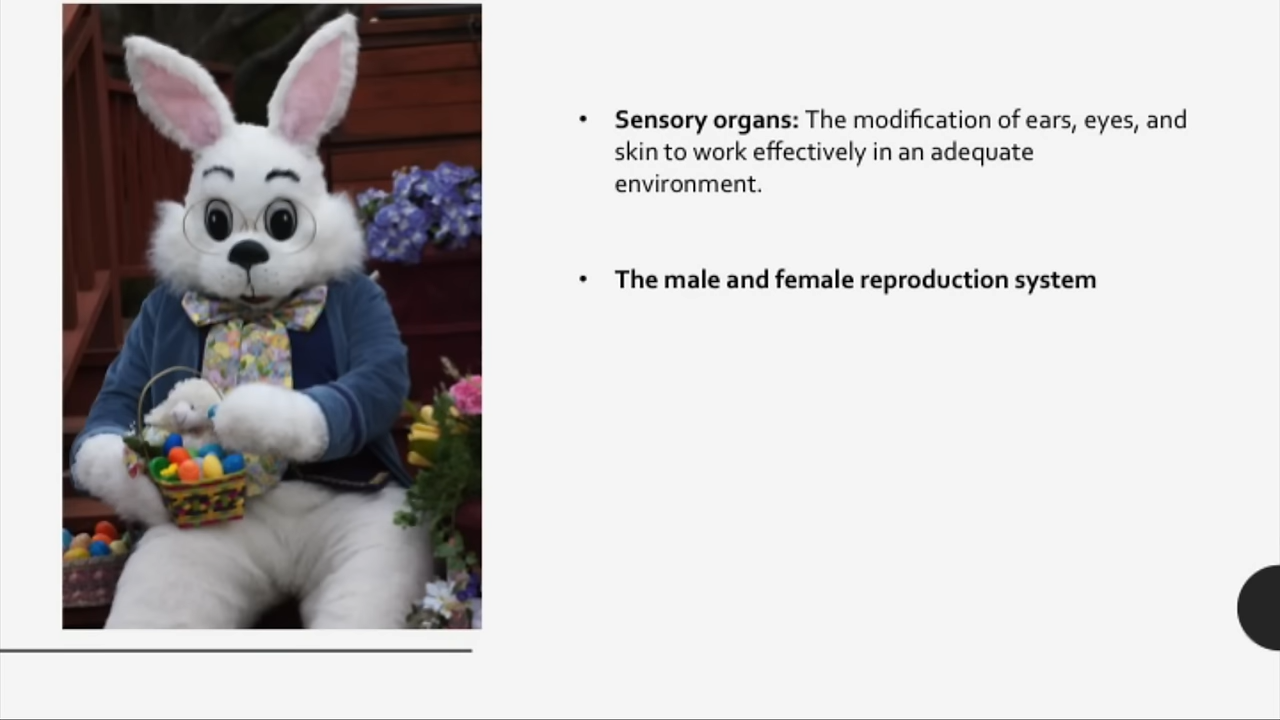 • Sensory organs: The modification of ears, eyes, and
skin to work effectively in an adequate
environment.
• The male and female reproduction system